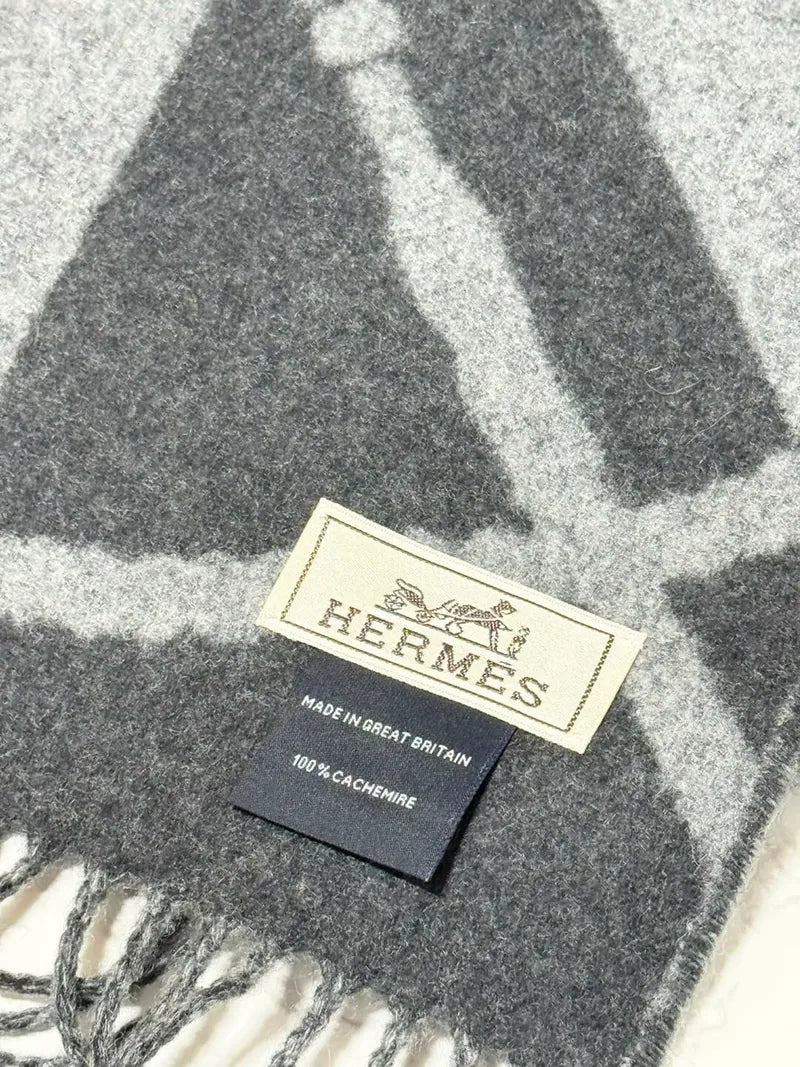 HERMES
MADE IN GREAT BRITAIN
100% CACHEMIRE